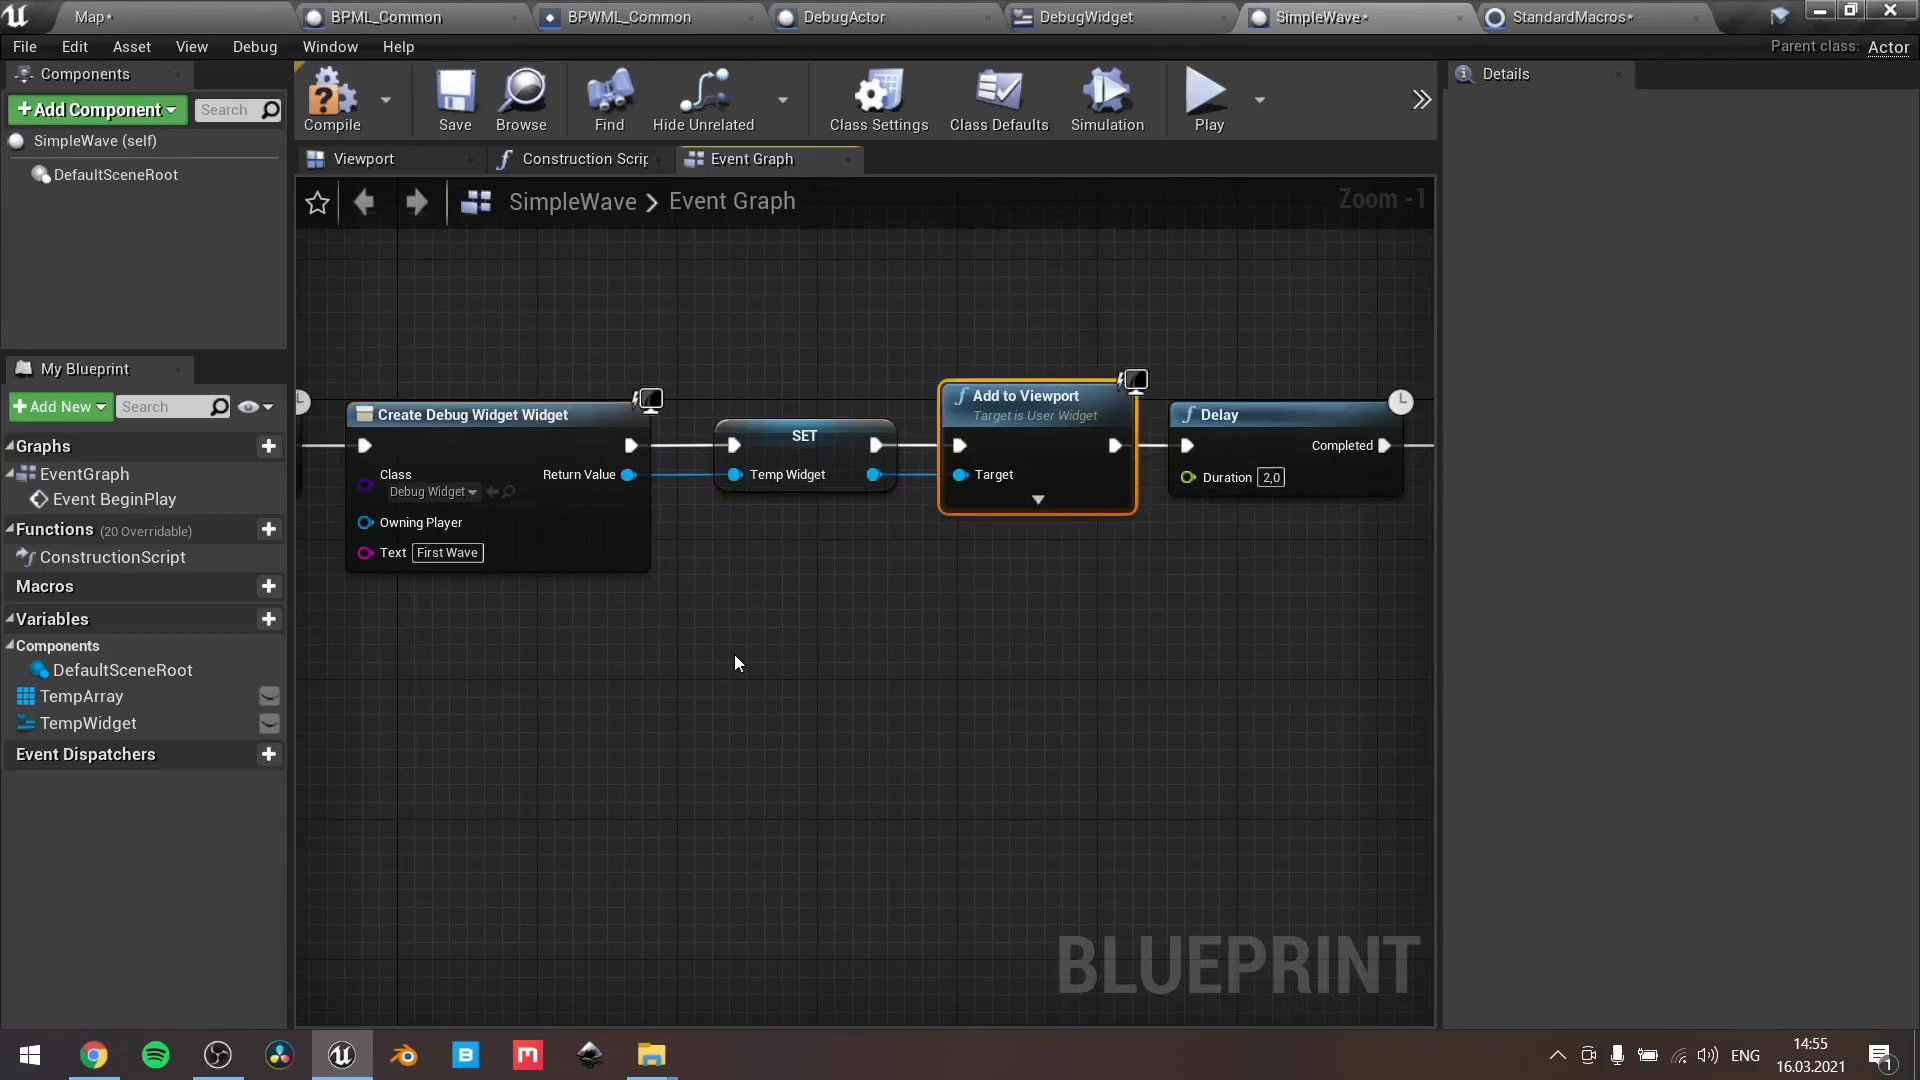 Map*
BPML_Common
BPWML_Common
DebugActor
DebugWidget
SimpleWave*
StandardMacros*
File
Edit
Asset
View
Debug
Window
Help
Parent class: Actor
Components
+Add Component
Search
SimpleWave (self)
DefaultSceneRoot
Compile
Save
Browse
Find
Hide Unrelated
Class Settings
Class Defaults
Simulation
Play
Details
Viewport
Construction Scrip
Event Graph
SimpleWave > Event Graph
Zoom -1
My Blueprint
+Add New
Search
Graphs
EventGraph
Event BeginPlay
Functions (20 Overridable)
ConstructionScript
Macros
Variables
Components
DefaultSceneRoot
TempArray
TempWidget
Event Dispatchers
Create Debug Widget Widget
Class
Return Value
Debug Widget
Owning Player
Text First Wave
SET
Temp Widget
Add to Viewport
Target is User Widget
Target
Delay
Completed
Duration 2,0
BLUEPRINT
ENG
14:55
16.03.2021
1